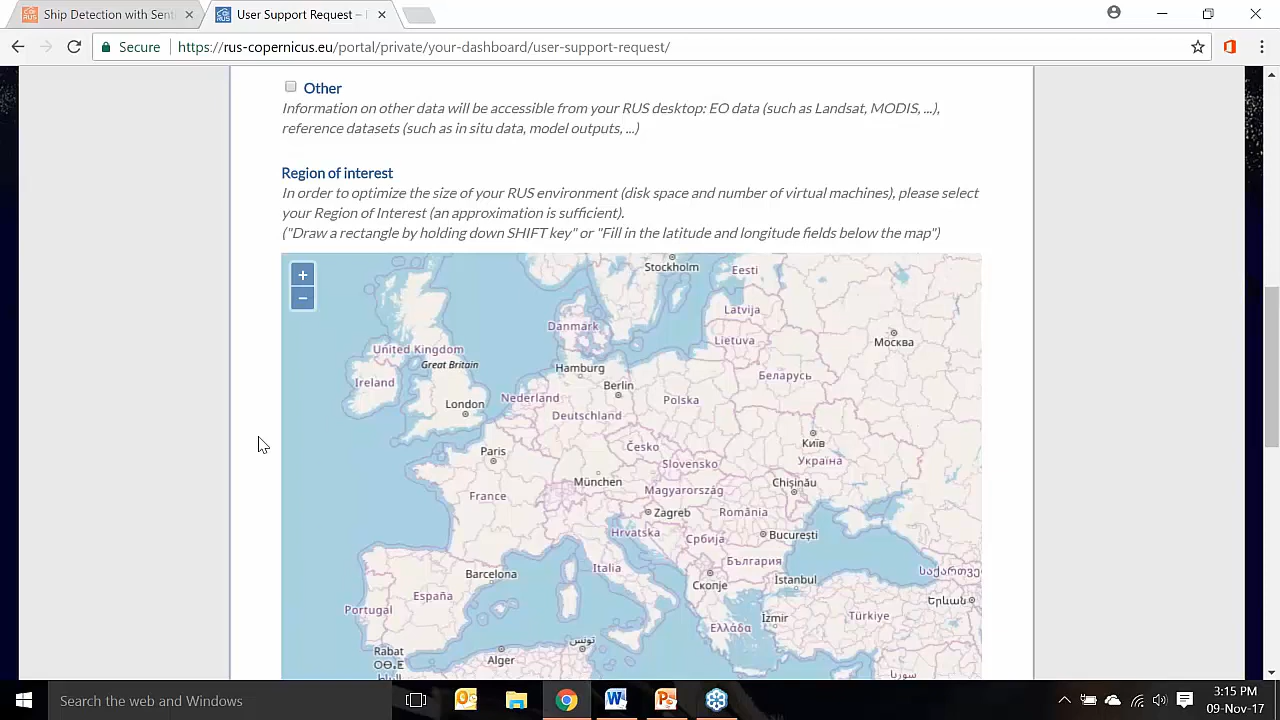 Ship Detection with Sent
User Support Request –
Secure
https://rus-copernicus.eu/portal/private/your-dashboard/user-support-request/
Other
Information on other data will be accessible from your RUS desktop: EO data (such as Landsat, MODIS, ...),
reference datasets (such as in situ data, model outputs, ...)
Region of interest
In order to optimize the size of your RUS environment (disk space and number of virtual machines), please select
your Region of Interest (an approximation is sufficient).
("Draw a rectangle by holding down SHIFT key" or "Fill in the latitude and longitude fields below the map")
+
−
Stockholm
Eesti
Latvija
Danmark
Lietuva
Москва
United Kingdom
Great Britain
Hamburg
Беларусь
Ireland
Berlin
London
Nederland
Polska
Deutschland
Київ
Paris
Česko
Україна
Slovensko
München
Chișinău
France
Magyarország
Zagreb
România
Hrvatska
Србија
București
България
Italia
Barcelona
İstanbul
საქართვე
Скопје
España
Երևան
Portugal
İzmir
Türkiye
Ελλάδα
تونس
Rabat
Alger
ⵔⴱⴰⵟ
سوريا
Search the web and Windows
3:15 PM
09-Nov-17